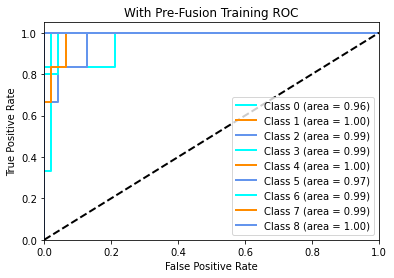 With Pre-Fusion Training ROC
1.0
0.8
0.6
0.4
0.2
0.0
True Positive Rate
Class 0 (area = 0.96)
Class 1 (area = 1.00)
Class 2 (area = 0.99)
Class 3 (area = 0.99)
Class 4 (area = 1.00)
Class 5 (area = 0.97)
Class 6 (area = 0.99)
Class 7 (area = 0.99)
Class 8 (area = 1.00)
0.0 0.2 0.4 0.6 0.8 1.0
False Positive Rate